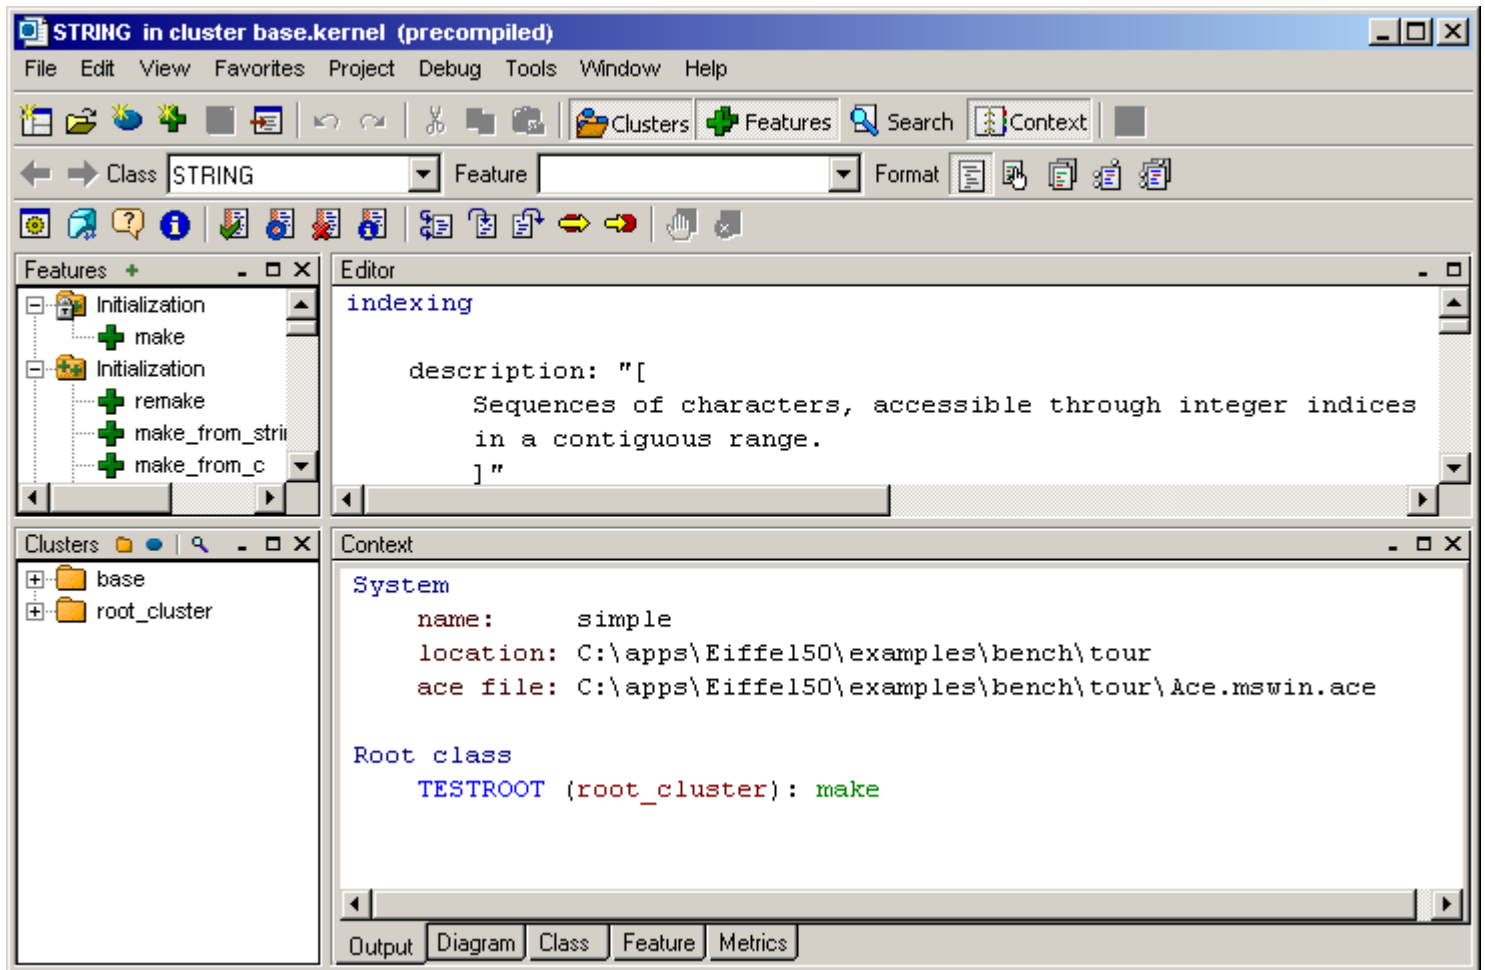 STRING in cluster base.kernel (precompiled)
File Edit View Favorites Project Debug Tools Window Help
Clusters Features Search Context
Class STRING Feature Format
Features
Initialization
make
Initialization
remake
make_from_stri
make_from_c
Editor
indexing
description: "[
Sequences of characters, accessible through integer indices
in a contiguous range.
]"
Clusters
base
root_cluster
Context
System
name: simple
location: C:\apps\Eiffel50\examples\bench\tour
ace file: C:\apps\Eiffel50\examples\bench\tour\Ace.mswin.ace
Root class
TESTROOT (root_cluster): make
Output Diagram Class Feature Metrics